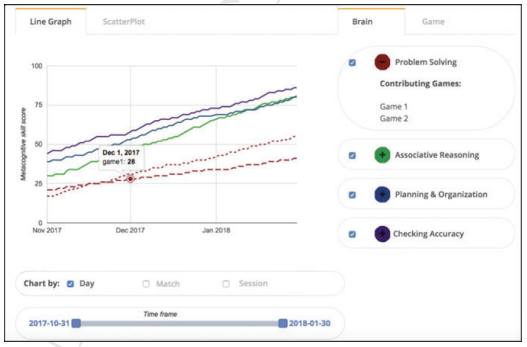 Line Graph
ScatterPlot
Brain
Game
100
75
50
25
0
Metacognitive skill score
Dec 1, 2017
game1: 28
Nov 2017
Dec 2017
Jan 2018
Problem Solving
Contributing Games:
Game 1
Game 2
Associative Reasoning
Planning & Organization
Checking Accuracy
Chart by:
Day
Match
Session
Time frame
2017-10-31
2018-01-30